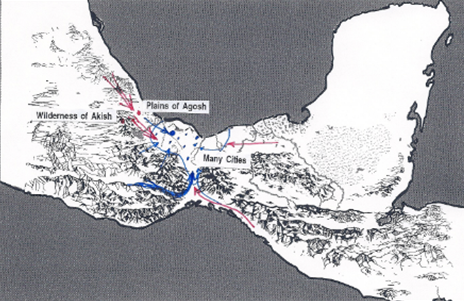 Plains of Agosh
Wilderness of Akish
Many Cities